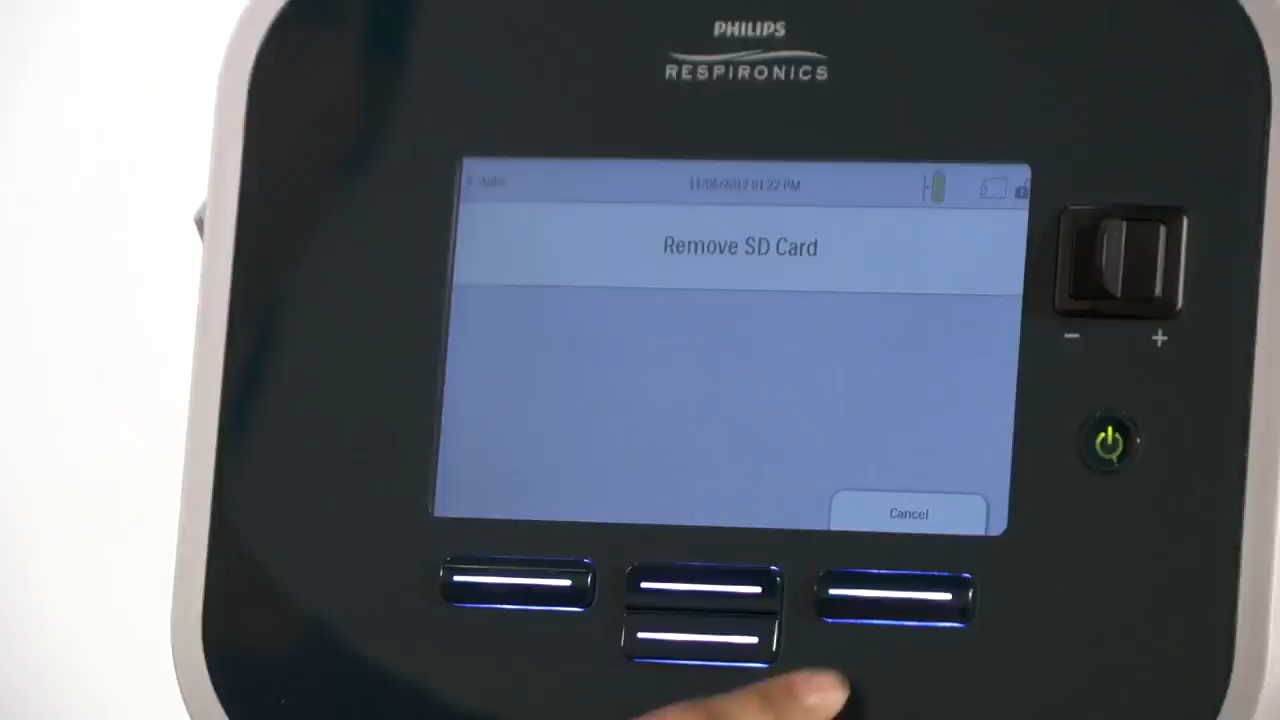 PHILIPS
RESPIRONICS
11/06/2012 01:22 PM
Remove SD Card
Cancel
- +